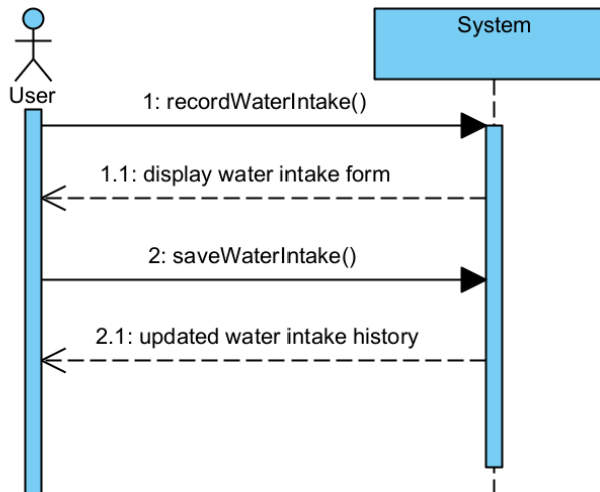 System
User
1: recordWaterIntake()
1.1: display water intake form
2: saveWaterIntake()
2.1: updated water intake history